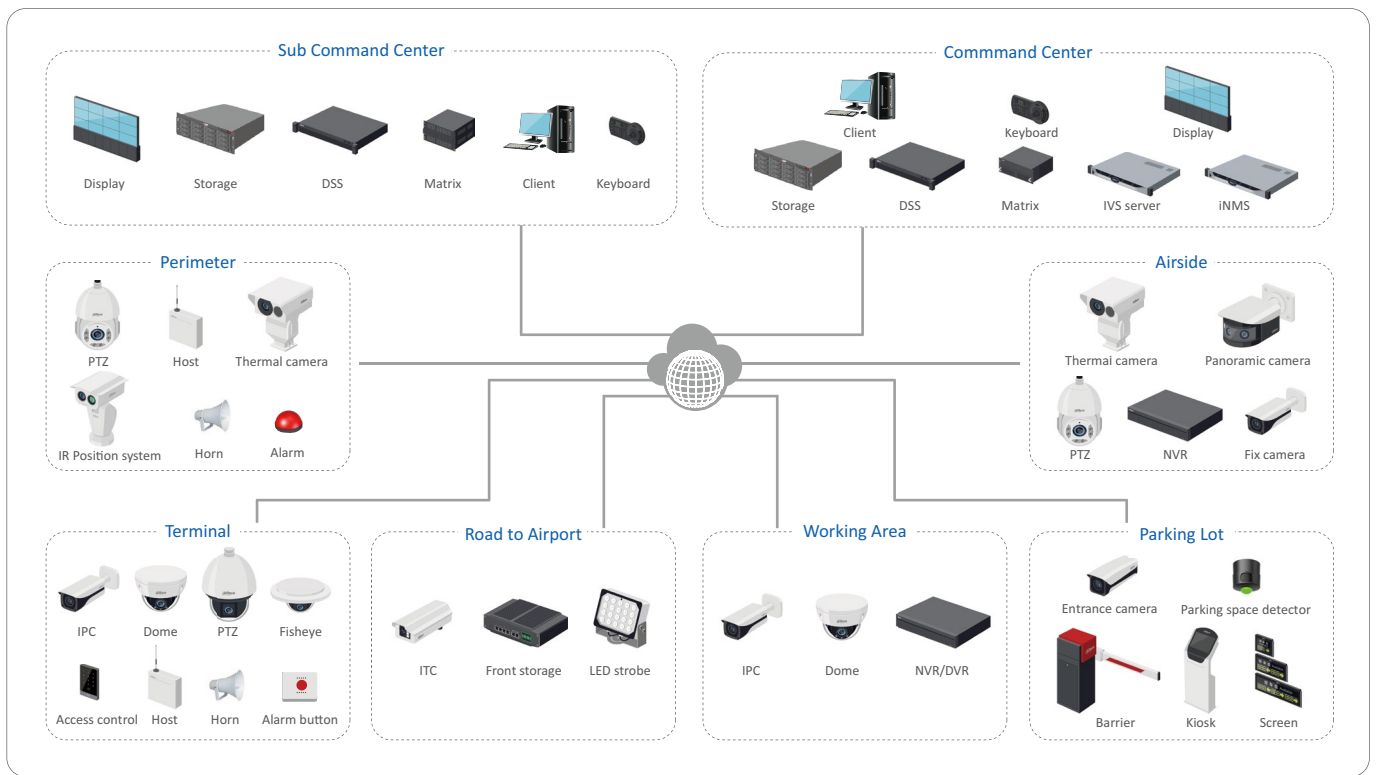 Sub Command Center
Display
Storage
DSS
Matrix
Client
Keyboard
Commmand Center
Client
Keyboard
Display
Storage
DSS
Matrix
IVS server
iNMS
Perimeter
PTZ
Host
Thermal camera
IR Position system
Horn
Alarm
Airside
Thermal camera
Panoramic camera
PTZ
NVR
Fix camera
Terminal
IPC
Dome
PTZ
Fisheye
Access control
Host
Horn
Alarm button
Road to Airport
ITC
Front storage
LED strobe
Working Area
IPC
Dome
NVR/DVR
Parking Lot
Entrance camera
Parking space detector
Barrier
Kiosk
Screen